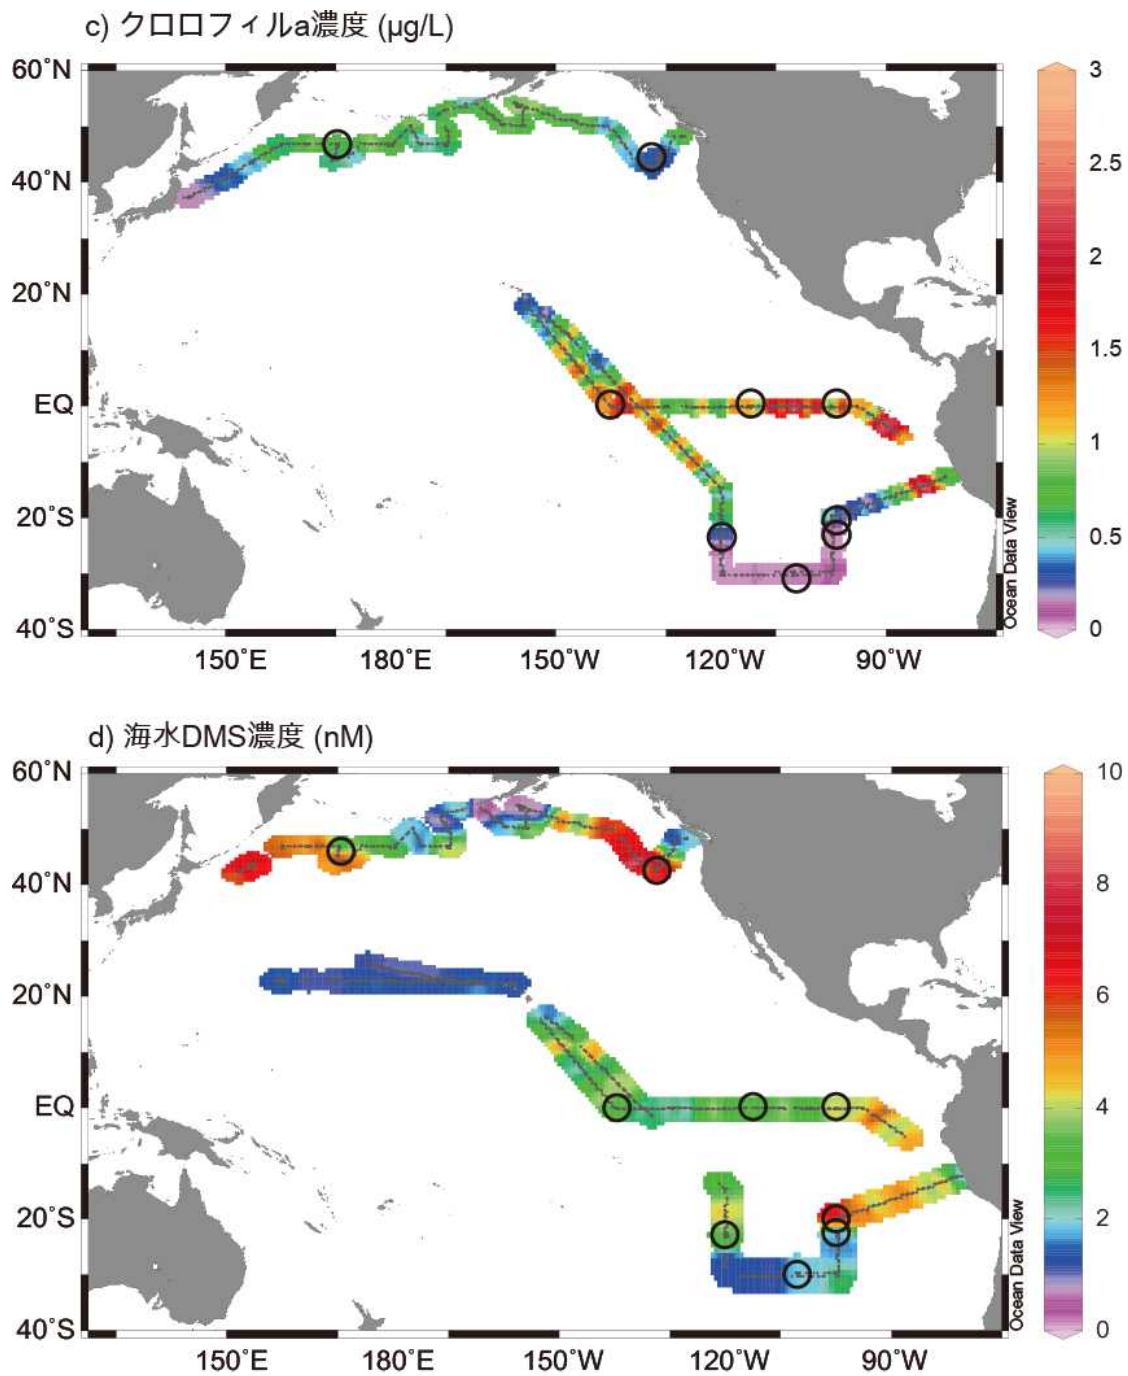 c) クロロフィルa濃度 (µg/L)
60˚N
40˚N
20˚N
EQ
20˚S
40˚S
150˚E
180˚E
150˚W
120˚W
90˚W
3
2.5
2
1.5
1
0.5
0
Ocean Data View
d) 海水DMS濃度 (nM)
60˚N
40˚N
20˚N
EQ
20˚S
40˚S
150˚E
180˚E
150˚W
120˚W
90˚W
10
8
6
4
2
0
Ocean Data View